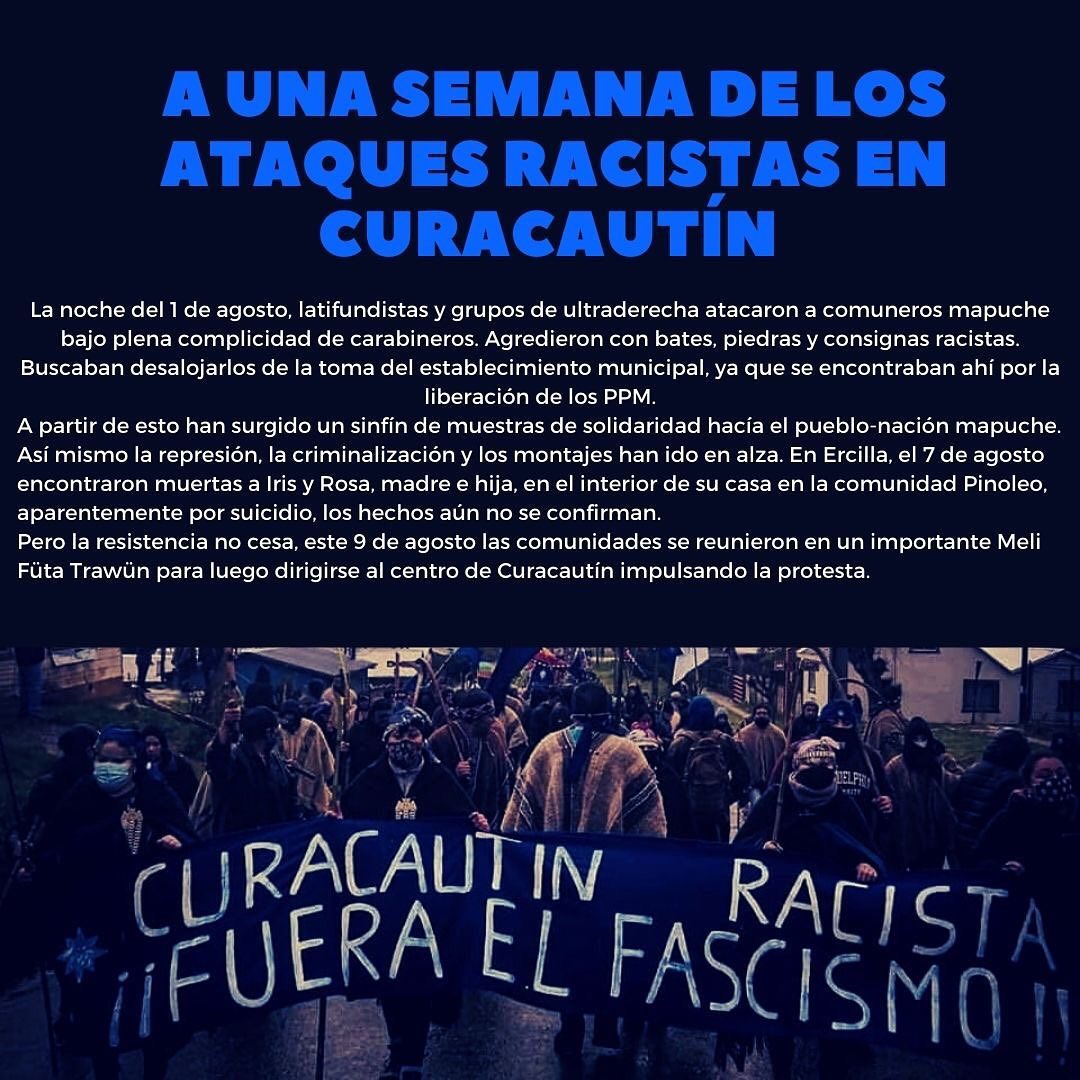 A UNA SEMANA DE LOS
ATAQUES RACISTAS EN
CURACAUTÍN
La noche del 1 de agosto, latifundistas y grupos de ultraderecha atacaron a comuneros mapuche
bajo plena complicidad de carabineros. Agredieron con bates, piedras y consignas racistas.
Buscaban desalojarlos de la toma del establecimiento municipal, ya que se encontraban ahí por la
liberación de los PPM.
A partir de esto han surgido un sinfín de muestras de solidaridad hacía el pueblo-nación mapuche.
Así mismo la represión, la criminalización y los montajes han ido en alza. En Ercilla, el 7 de agosto
encontraron muertas a Iris y Rosa, madre e hija, en el interior de su casa en la comunidad Pinoleo,
aparentemente por suicidio, los hechos aún no se confirman.
Pero la resistencia no cesa, este 9 de agosto las comunidades se reunieron en un importante Meli
Füta Trawün para luego dirigirse al centro de Curacautín impulsando la protesta.
CURACAUTIN RACISTA
¡¡FUERA EL FASCISMO!!